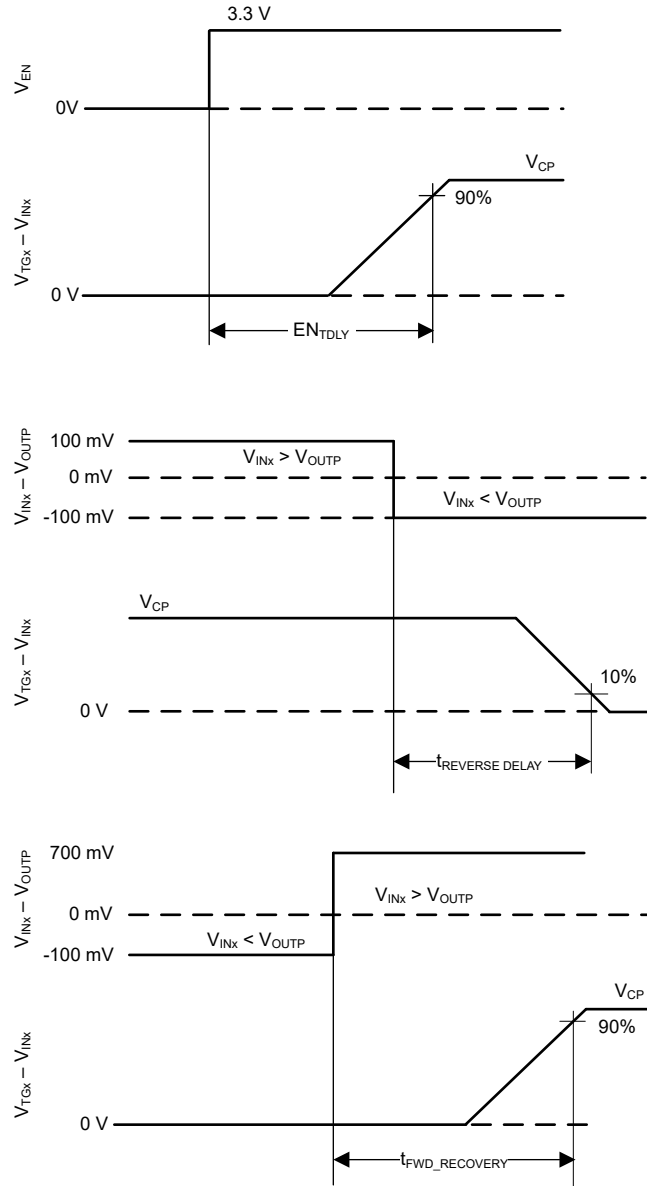 3.3 V
V_EN
0V
V_CP
90%
V_TGx – V_INx
0 V
EN_TDLY
100 mV
V_INx > V_OUTP
V_INx – V_OUTP
0 mV
V_INx < V_OUTP
-100 mV
V_CP
V_TGx – V_INx
10%
0 V
t_REVERSE DELAY
700 mV
V_INx – V_OUTP
V_INx > V_OUTP
0 mV
V_INx < V_OUTP
-100 mV
V_CP
90%
V_TGx – V_INx
0 V
t_FWD_RECOVERY